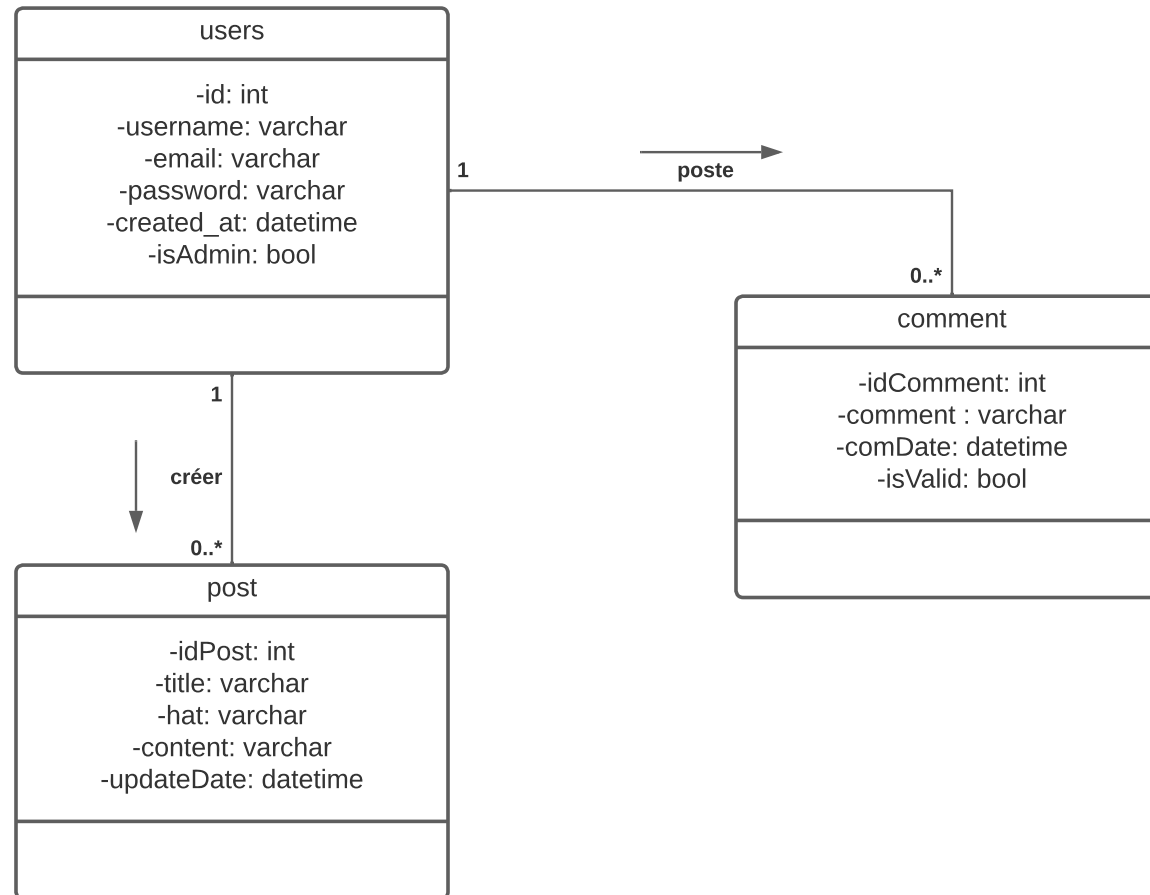 users
-id: int
-username: varchar
-email: varchar
-password: varchar
-created_at: datetime
-isAdmin: bool
1
poste
0..*
comment
-idComment: int
-comment : varchar
-comDate: datetime
-isValid: bool
1
créer
0..*
post
-idPost: int
-title: varchar
-hat: varchar
-content: varchar
-updateDate: datetime